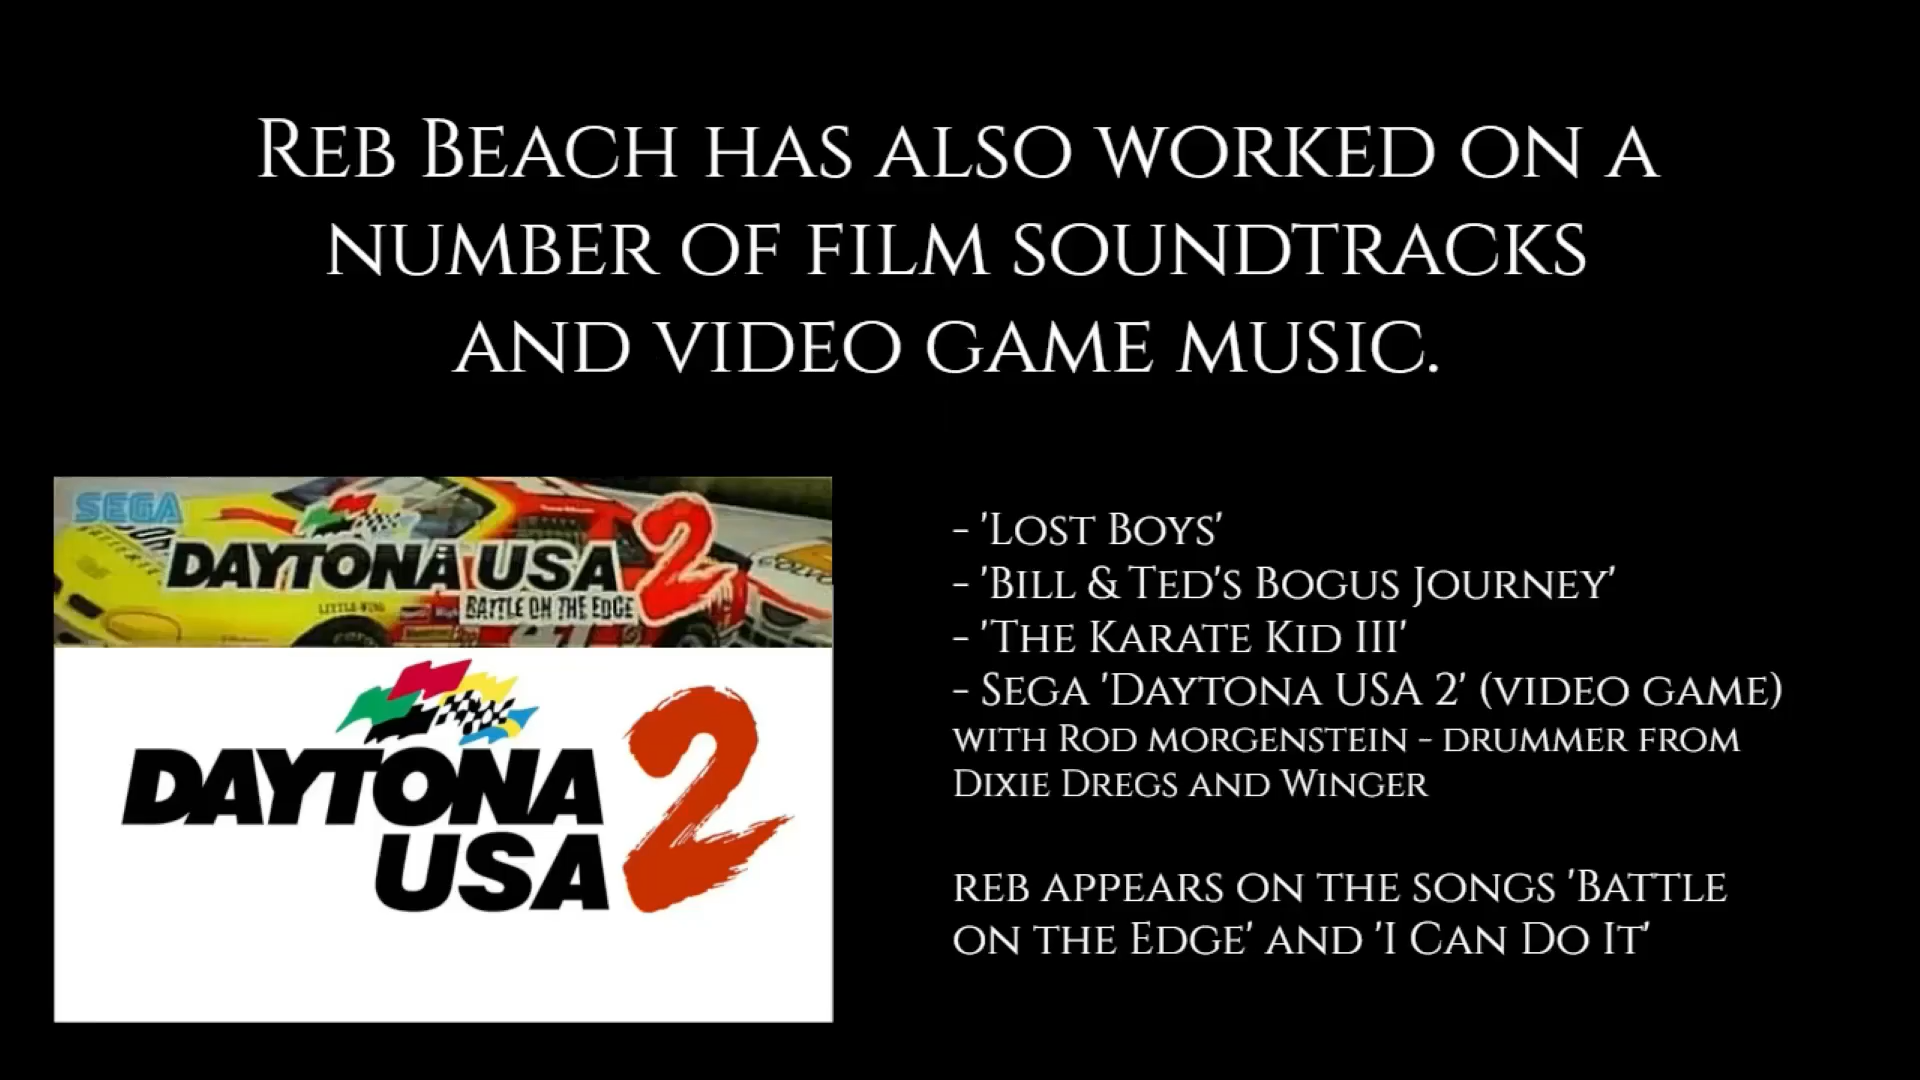 Reb Beach has also worked on a
number of film soundtracks
and video game music.
SEGA
DAYTONA USA 2
BATTLE ON THE EDGE
LITTLE WING
DAYTONA
USA 2
- 'Lost Boys'
- 'Bill & Ted's Bogus Journey'
- 'The Karate Kid III'
- Sega 'Daytona USA 2' (video game)
with Rod morgenstein - drummer from
Dixie Dregs and Winger
reb appears on the songs 'Battle
on the Edge' and 'I Can Do It'